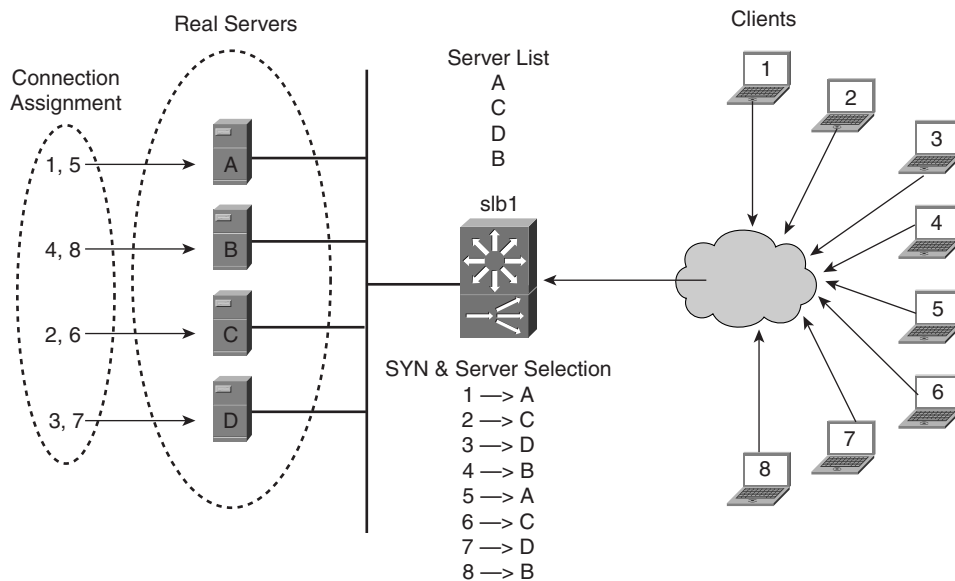 Real Servers
Connection
Assignment
1, 5
4, 8
2, 6
3, 7
A
B
C
D
Server List
A
C
D
B
slb1
SYN & Server Selection
1 —> A
2 —> C
3 —> D
4 —> B
5 —> A
6 —> C
7 —> D
8 —> B
Clients
1
2
3
4
5
6
7
8